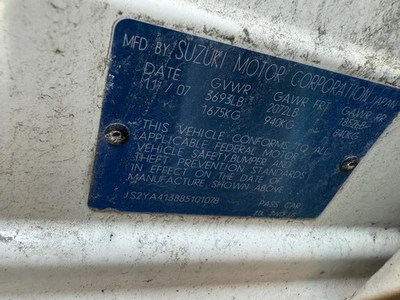 MFD BY SUZUKI MOTOR CORPORATION, JAPAN
DATE GVWR GAWR FR GAWR RR
11 / 07 3693LB 2072LB
1675KG 940KG
THIS VEHICLE CONFORMS TO ALL
APPLICABLE FEDERAL MOTOR
VEHICLE SAFETY,BUMPER AND
THEFT PREVENTION STANDARDS
IN EFFECT ON THE DATE OF
MANUFACTURE SHOWN ABOVE.
JS2YA413885101078
PASS CAR